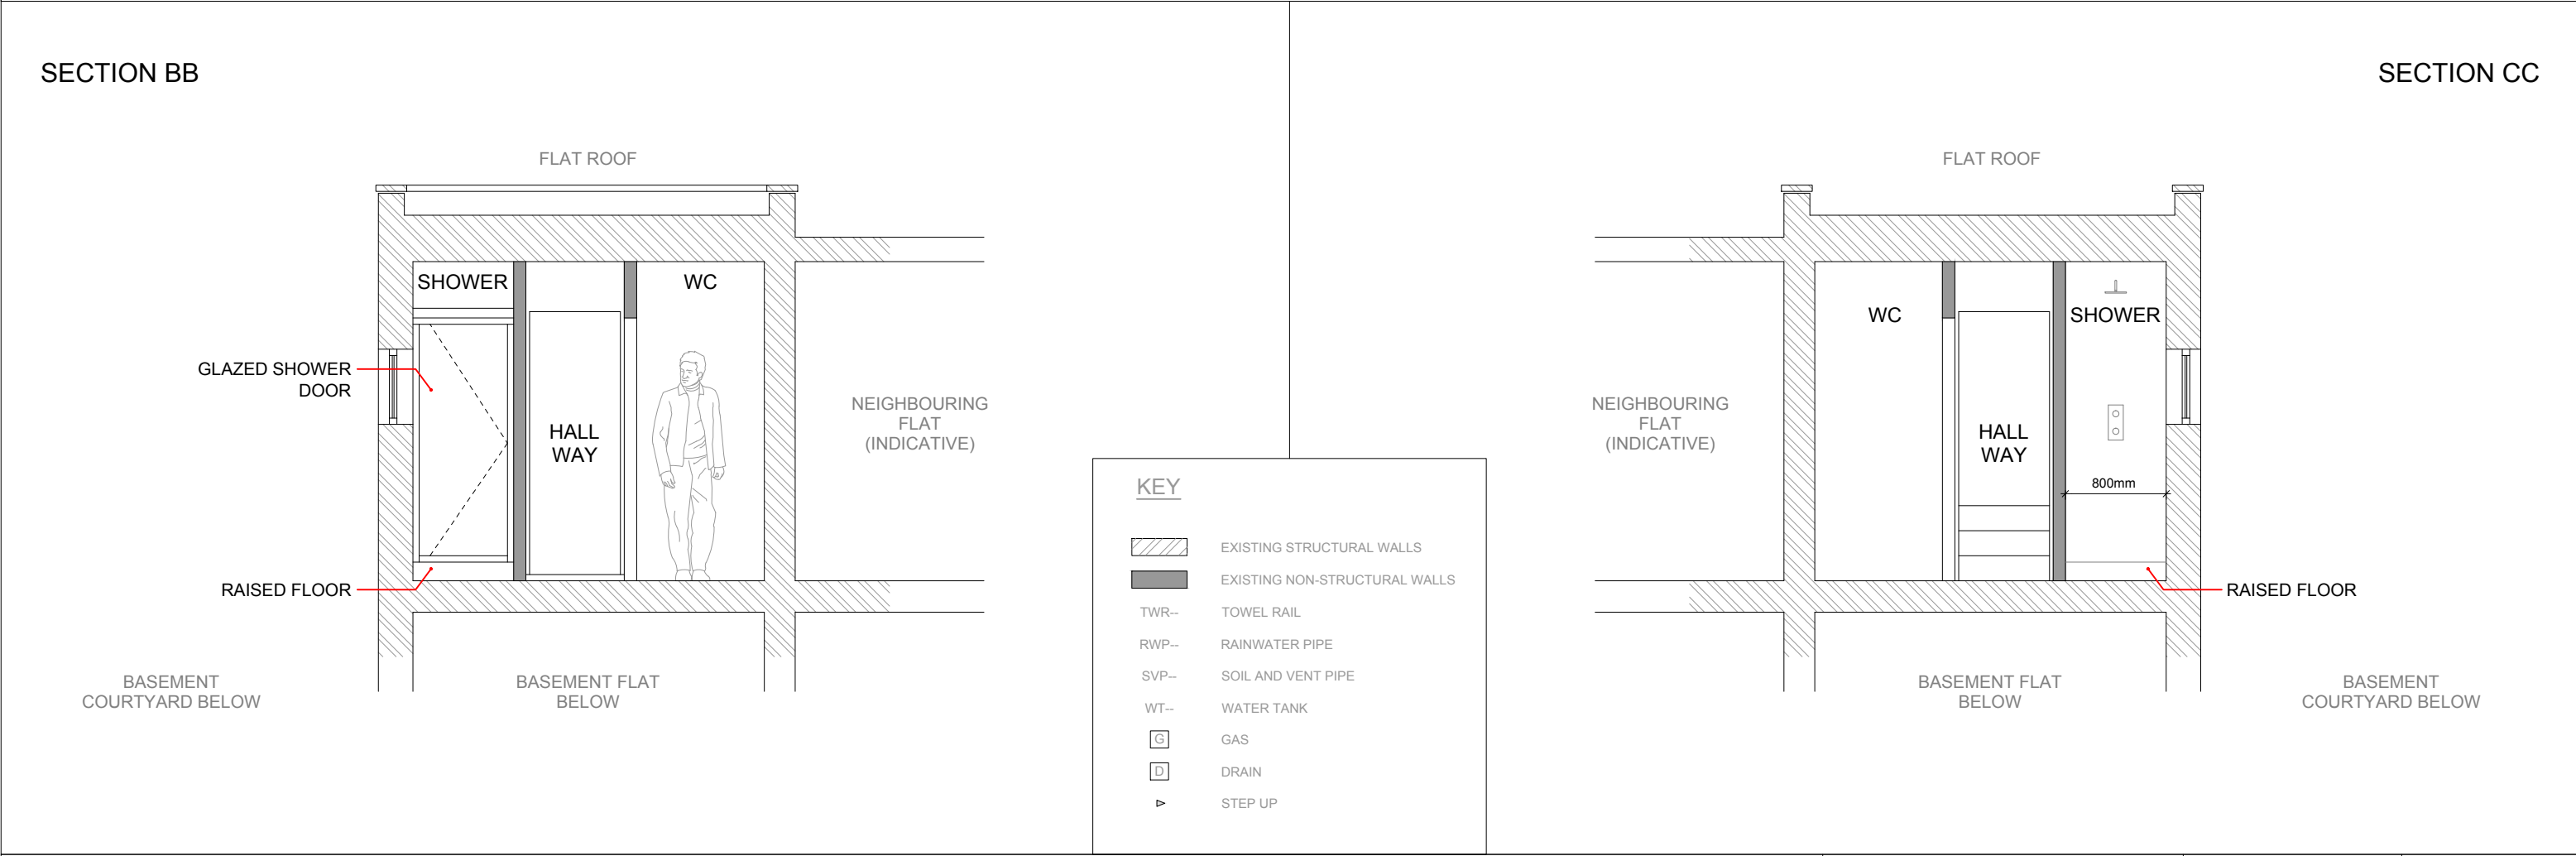 SECTION BB
FLAT ROOF
SHOWER
WC
GLAZED SHOWER
DOOR
HALL
WAY
NEIGHBOURING
FLAT
(INDICATIVE)
RAISED FLOOR
BASEMENT
COURTYARD BELOW
BASEMENT FLAT
BELOW
KEY
EXISTING STRUCTURAL WALLS
EXISTING NON-STRUCTURAL WALLS
TWR-- TOWEL RAIL
RWP-- RAINWATER PIPE
SVP-- SOIL AND VENT PIPE
WT-- WATER TANK
G GAS
D DRAIN
STEP UP
SECTION CC
FLAT ROOF
WC
SHOWER
NEIGHBOURING
FLAT
(INDICATIVE)
HALL
WAY
800mm
RAISED FLOOR
BASEMENT FLAT
BELOW
BASEMENT
COURTYARD BELOW